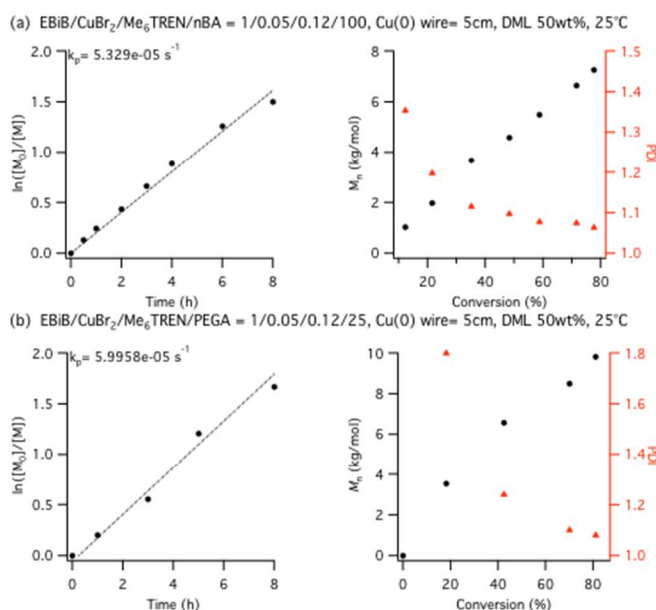 (a) EBiB/CuBr₂/Me₆TREN/nBA = 1/0.05/0.12/100, Cu(0) wire= 5cm, DML 50wt%, 25°C
kₚ= 5.329e-05 s⁻¹
2.0
1.5
1.0
0.5
0.0
ln([M₀]/[M])
0 2 4 6 8
Time (h)
8
6
4
2
0
Mₙ (kg/mol)
1.5
1.4
1.3
1.2
1.1
1.0
PDI
20 40 60 80
Conversion (%)
(b) EBiB/CuBr₂/Me₆TREN/PEGA = 1/0.05/0.12/25, Cu(0) wire= 5cm, DML 50wt%, 25°C
kₚ= 5.9958e-05 s⁻¹
2.0
1.5
1.0
0.5
0.0
ln([M₀]/[M])
0 2 4 6 8
Time (h)
10
8
6
4
2
0
Mₙ (kg/mol)
1.8
1.6
1.4
1.2
1.0
PDI
0 20 40 60 80
Conversion (%)